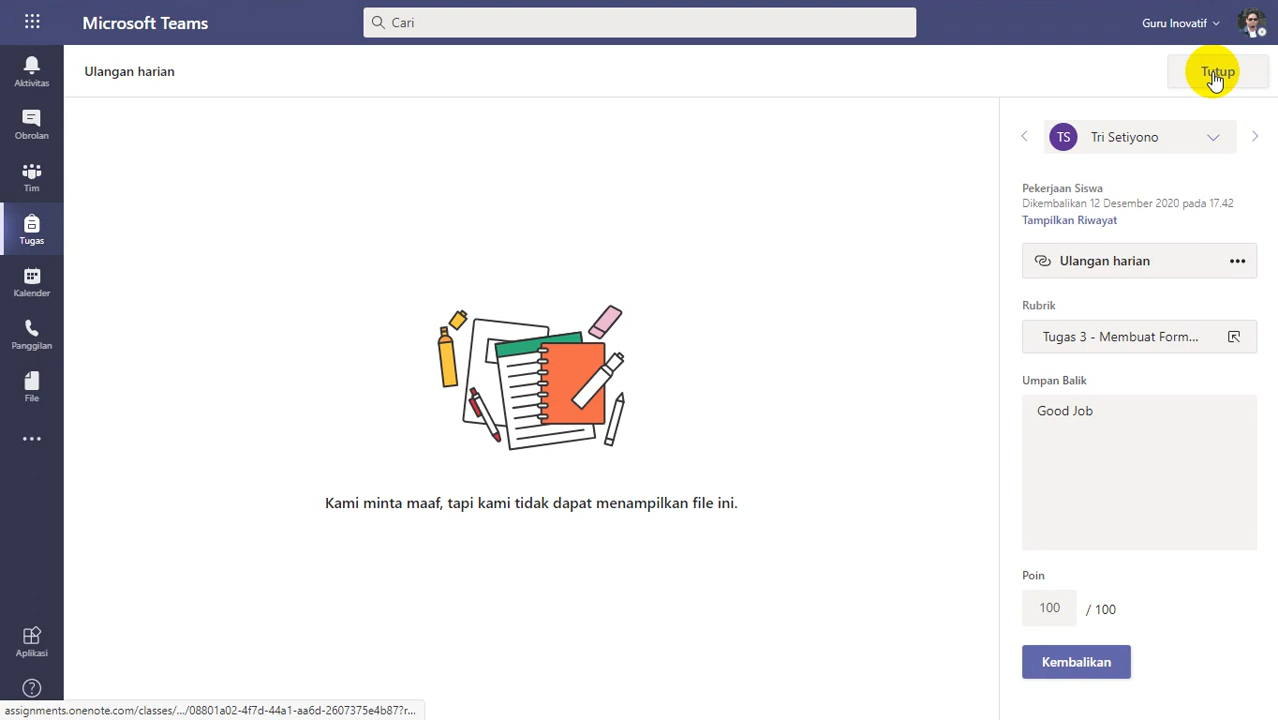 Microsoft Teams
Cari
Guru Inovatif
Aktivitas
Obrolan
Tim
Tugas
Kalender
Panggilan
File
Aplikasi
Ulangan harian
Tutup
Kami minta maaf, tapi kami tidak dapat menampilkan file ini.
TS Tri Setiyono
Pekerjaan Siswa
Dikembalikan 12 Desember 2020 pada 17.42
Tampilkan Riwayat
Ulangan harian
Rubrik
Tugas 3 - Membuat Form...
Umpan Balik
Good Job
Poin
100 / 100
Kembalikan
assignments.onenote.com/classes/.../08801a02-4f7d-44a1-aa6d-2607375e4b87?r...